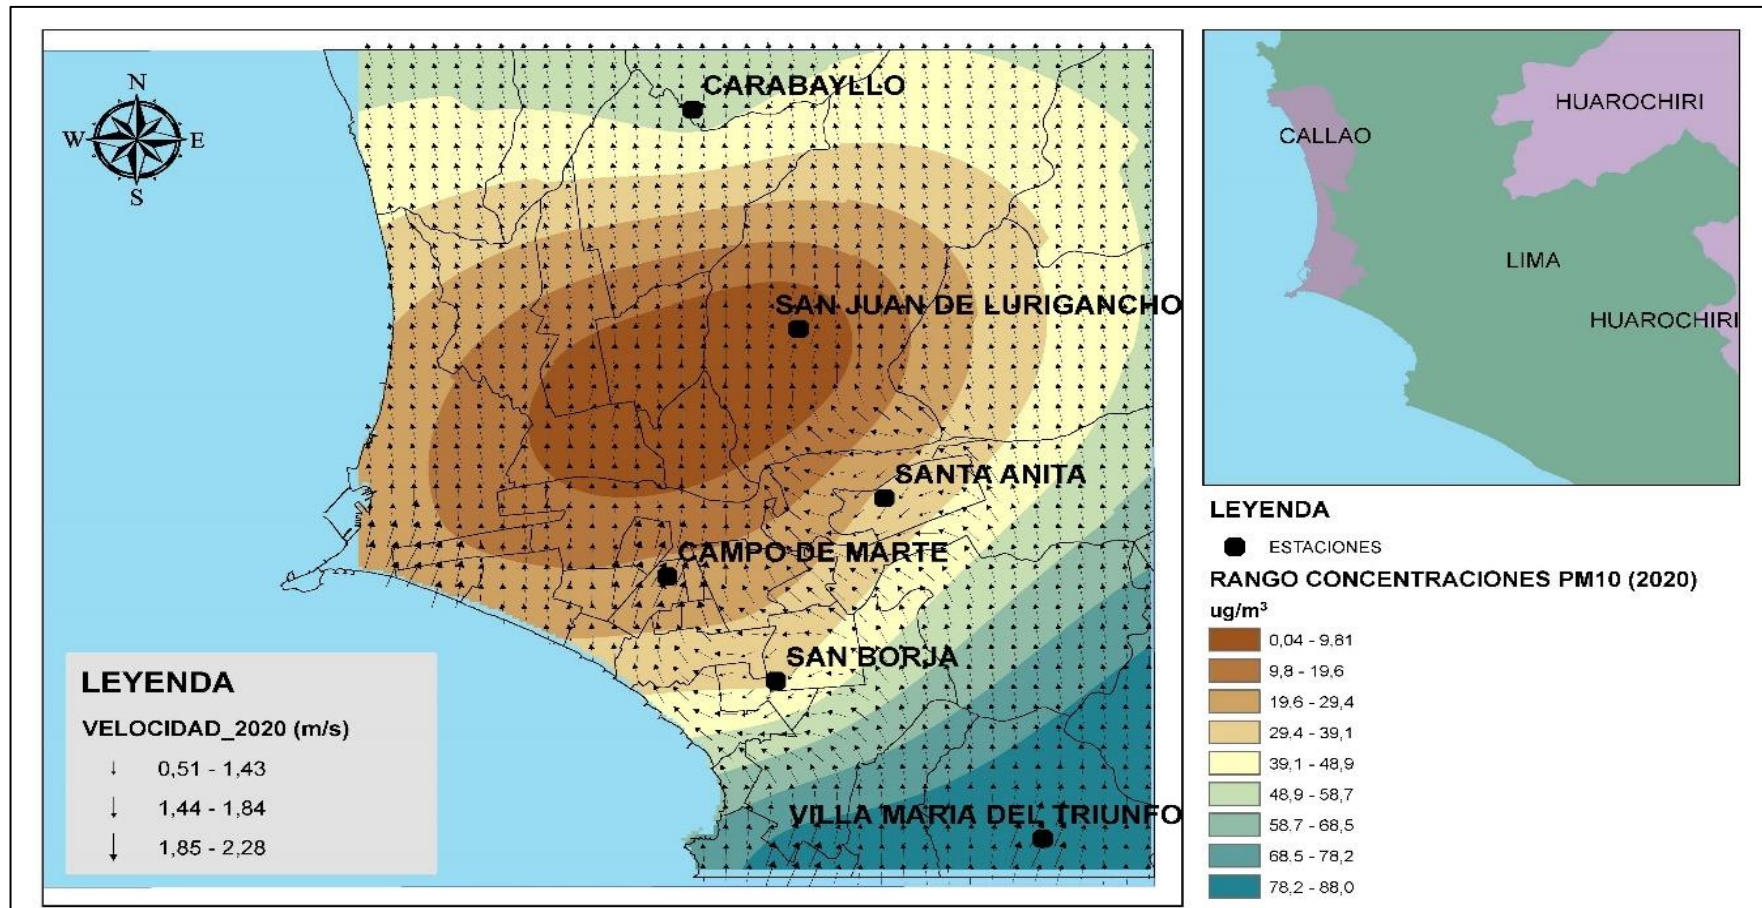 N
W E
S
CARABAYLLO
SAN JUAN DE LURIGANCHO
SANTA ANITA
CAMPO DE MARTE
SAN BORJA
VILLA MARIA DEL TRIUNFO
LEYENDA
VELOCIDAD_2020 (m/s)
0,51 - 1,43
1,44 - 1,84
1,85 - 2,28
HUAROCHIRI
CALLAO
LIMA
HUAROCHIRI
LEYENDA
ESTACIONES
RANGO CONCENTRACIONES PM10 (2020)
ug/m³
0,04 - 9,81
9,8 - 19,6
19.6 - 29,4
29.4 - 39,1
39,1 - 48,9
48,9 - 58,7
58.7 - 68,5
68.5 - 78,2
78,2 - 88,0